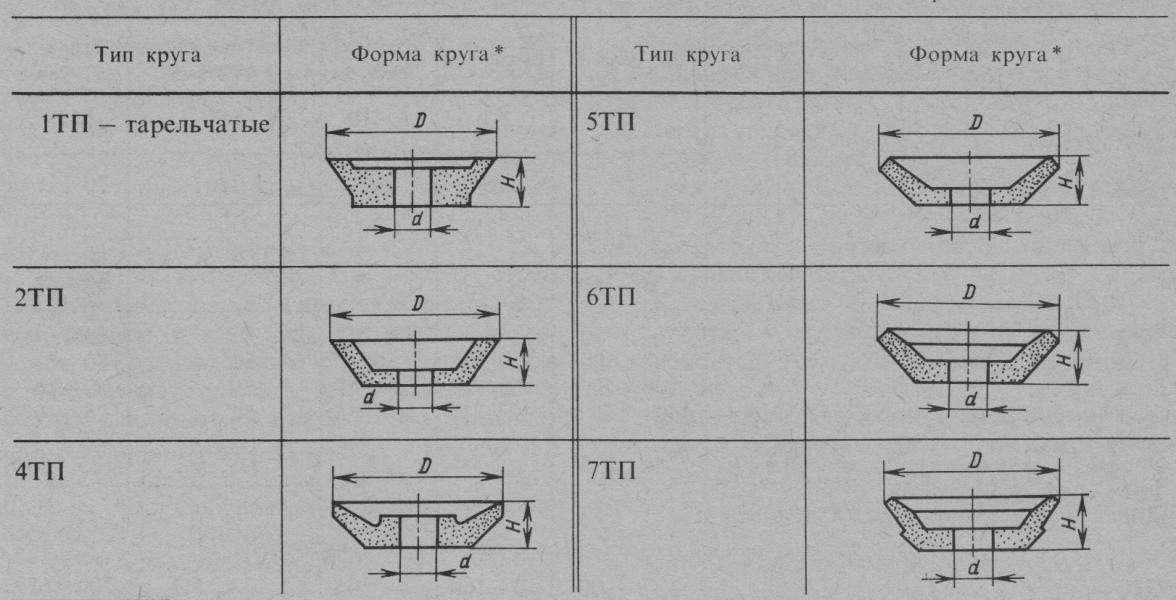 Тип круга Форма круга* Тип круга Форма круга*
1ТП — тарельчатые
D
H
d
5ТП
D
H
d
2ТП
D
H
d
6ТП
D
H
d
4ТП
D
H
d
7ТП
D
H
d